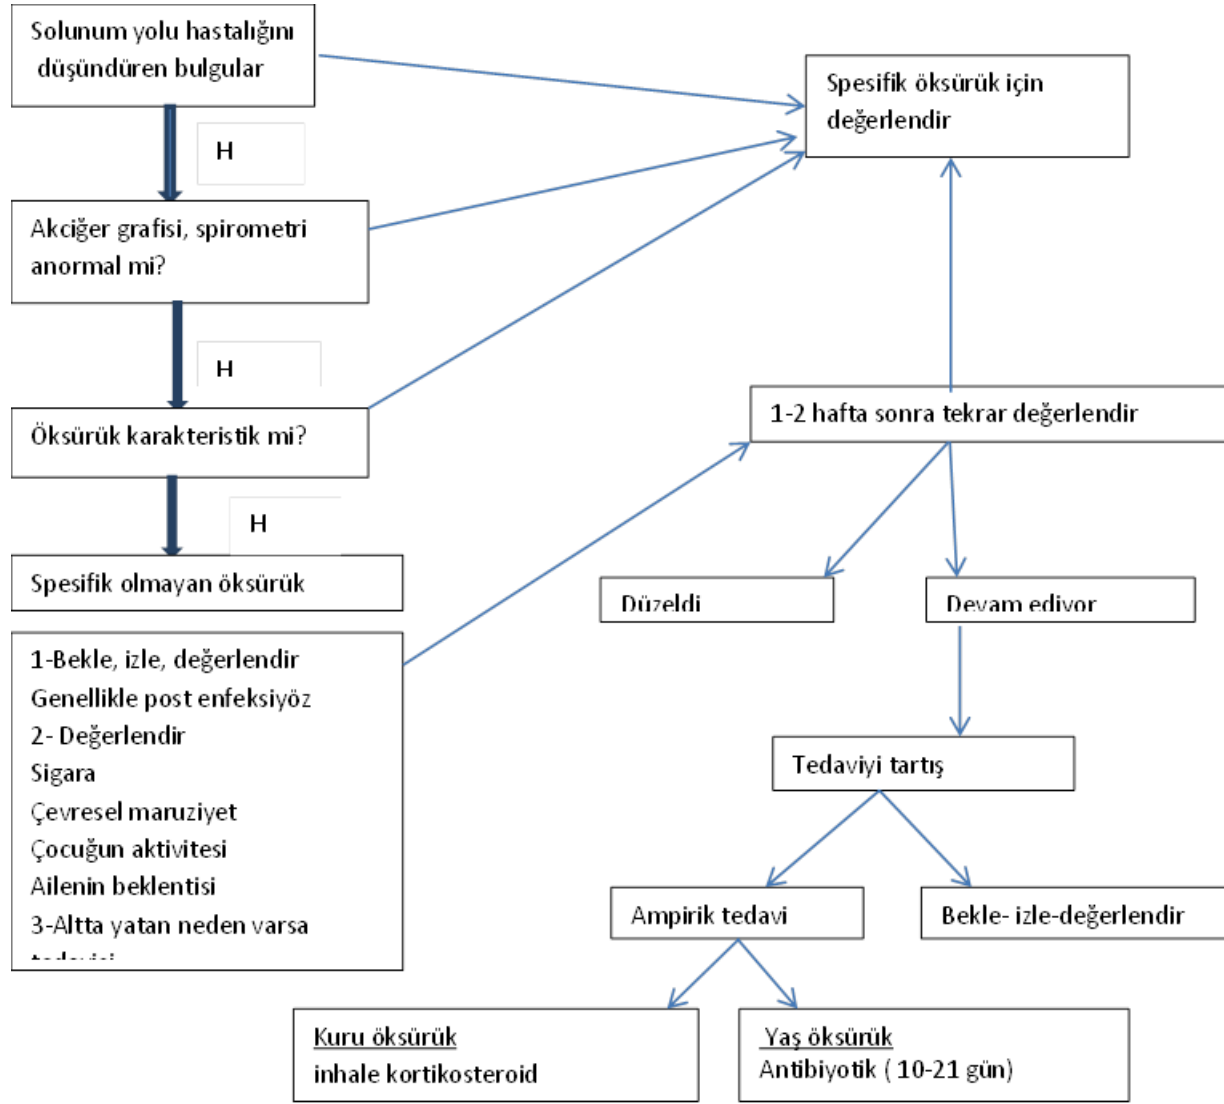 Solunum yolu hastalığını
düşündüren bulgular
H
Akciğer grafisi, spirometri
anormal mi?
H
Öksürük karakteristik mi?
H
Spesifik olmayan öksürük
1-Bekle, izle, değerlendir
Genellikle post enfeksiyöz
2- Değerlendir
Sigara
Çevresel maruziyet
Çocuğun aktivitesi
Ailenin beklentisi
3-Altta yatan neden varsa
Spesifik öksürük için
değerlendir
1-2 hafta sonra tekrar değerlendir
Düzeldi
Devam ediyor
Tedaviyi tartış
Ampirik tedavi
Bekle- izle-değerlendir
Kuru öksürük
inhale kortikosteroid
Yaş öksürük
Antibiyotik ( 10-21 gün)